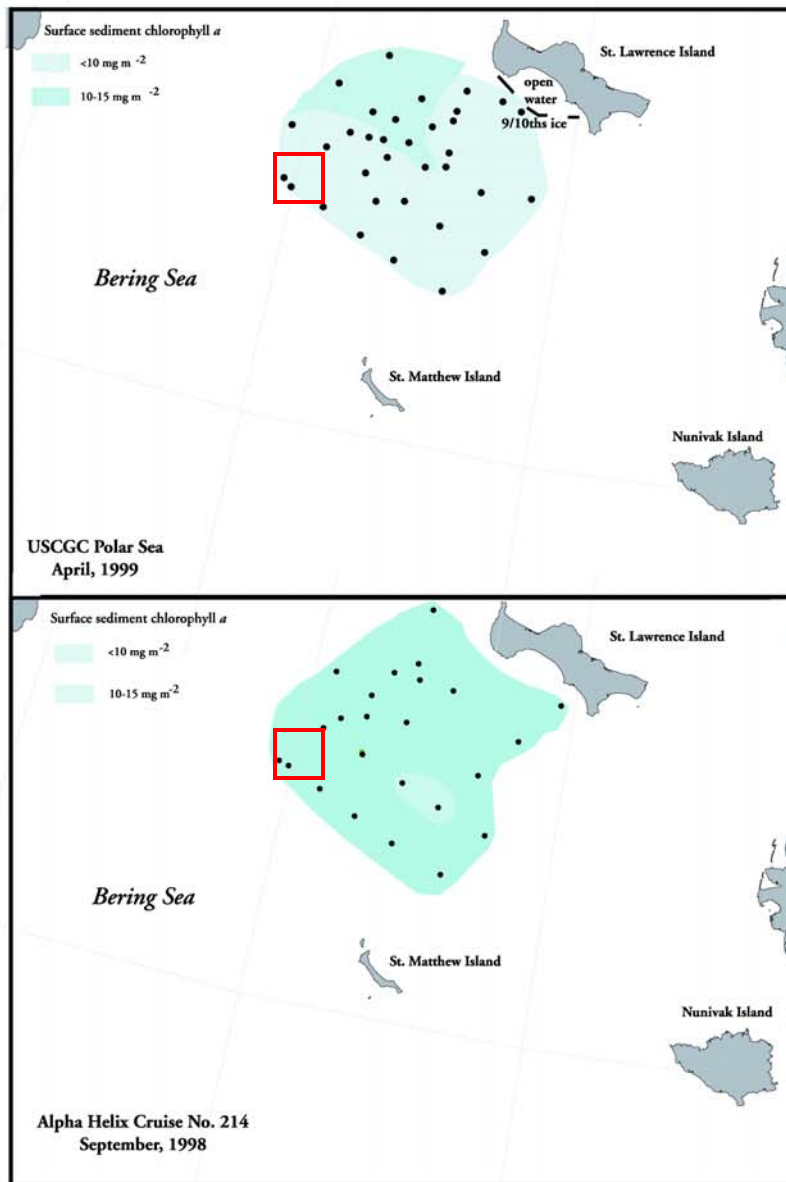 Surface sediment chlorophyll a
<10 mg m -2
10-15 mg m -2
St. Lawrence Island
open
water
9/10ths ice
Bering Sea
St. Matthew Island
Nunivak Island
USCGC Polar Sea
April, 1999
Surface sediment chlorophyll a
<10 mg m-2
10-15 mg m-2
St. Lawrence Island
Bering Sea
St. Matthew Island
Nunivak Island
Alpha Helix Cruise No. 214
September, 1998